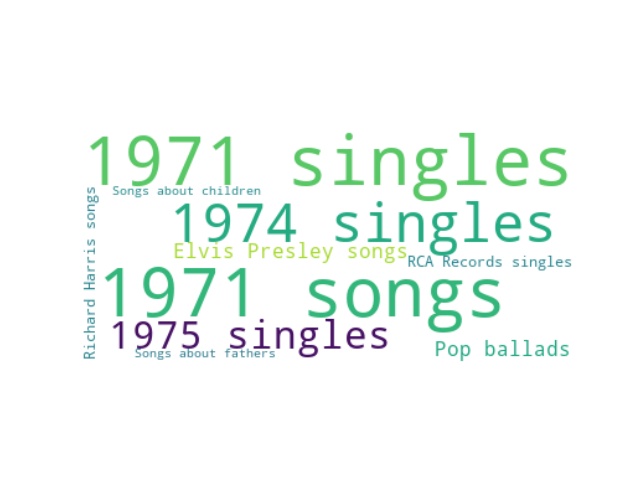 1971 singles
Songs about children
1974 singles
Elvis Presley songs
RCA Records singles
1971 songs
1975 singles
Pop ballads
Songs about fathers
Richard Harris songs